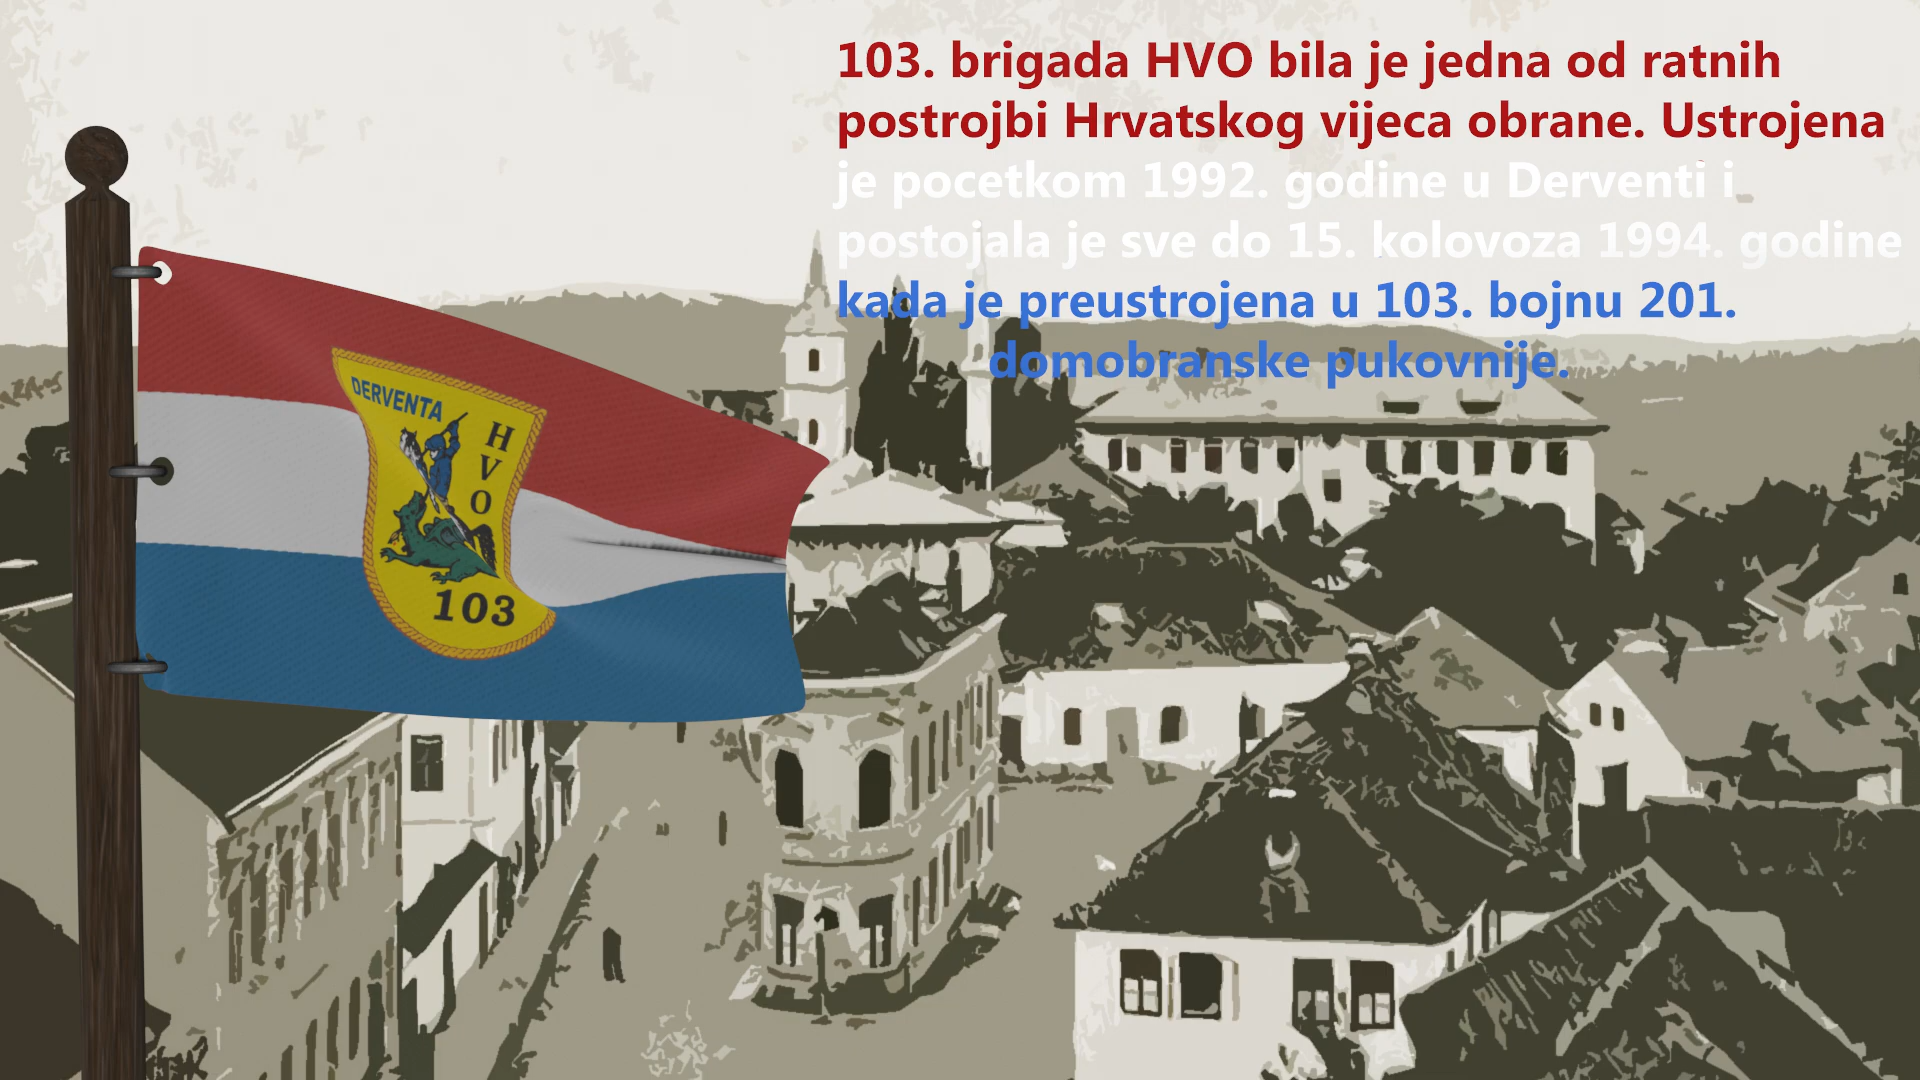 103. brigada HVO bila je jedna od ratnih
postrojbi Hrvatskog vijeca obrane. Ustrojena
je pocetkom 1992. godine u Derventi i
postojala je sve do 15. kolovoza 1994. godine
kada je preustrojena u 103. bojnu 201.
domobranske pukovnije.
DERVENTA
HVO
103